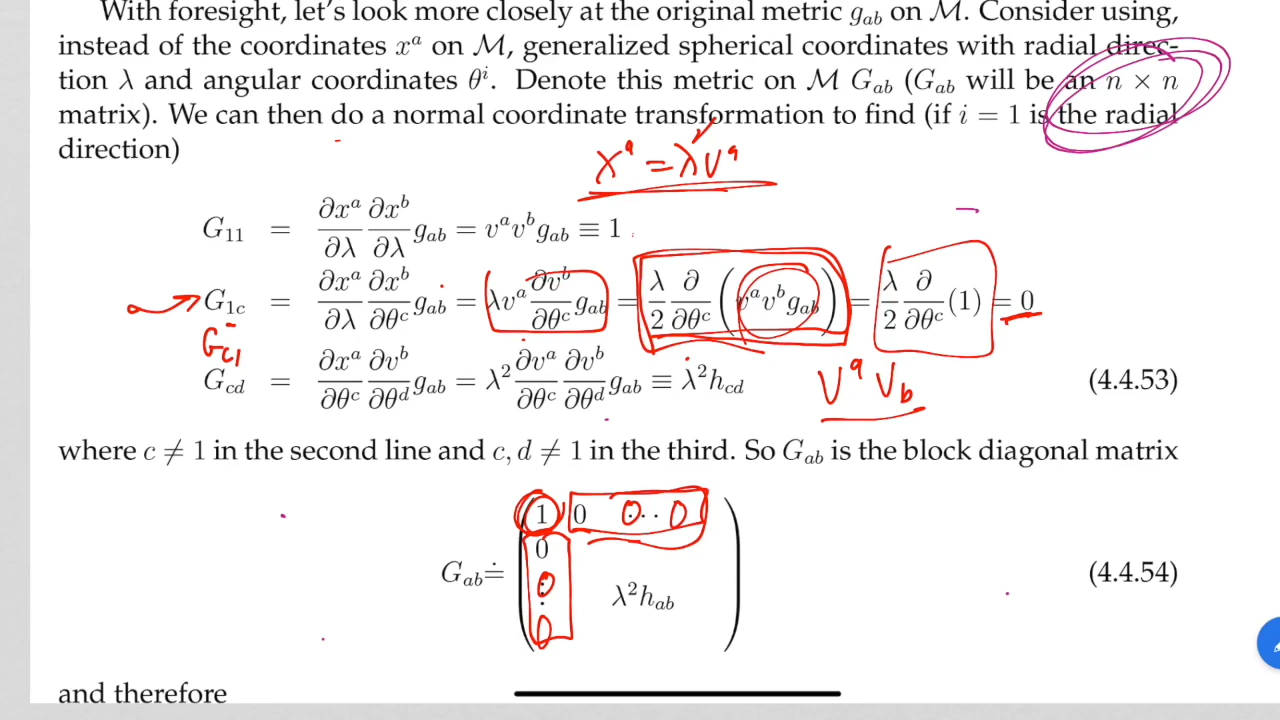 With foresight, let's look more closely at the original metric g_ab on M. Consider using,
instead of the coordinates x^a on M, generalized spherical coordinates with radial direc-
tion λ and angular coordinates θ^i. Denote this metric on M G_ab (G_ab will be an n × n
matrix). We can then do a normal coordinate transformation to find (if i = 1 is the radial
direction)
x^a = λv^a
G_11 = ∂x^a/∂λ ∂x^b/∂λ g_ab = v^a v^b g_ab ≡ 1
G_1c = ∂x^a/∂λ ∂x^b/∂θ^c g_ab = λv^a ∂v^b/∂θ^c g_ab = λ/2 ∂/∂θ^c (v^a v^b g_ab) = λ/2 ∂/∂θ^c (1) = 0
G_c1
G_cd = ∂x^a/∂θ^c ∂v^b/∂θ^d g_ab = λ^2 ∂v^a/∂θ^c ∂v^b/∂θ^d g_ab ≡ λ^2 h_cd V^a V_b (4.4.53)
where c ≠ 1 in the second line and c, d ≠ 1 in the third. So G_ab is the block diagonal matrix
1 0 0 ··· 0
0
G_ab ≐ 0 ⋮ λ^2 h_ab (4.4.54)
0
and therefore